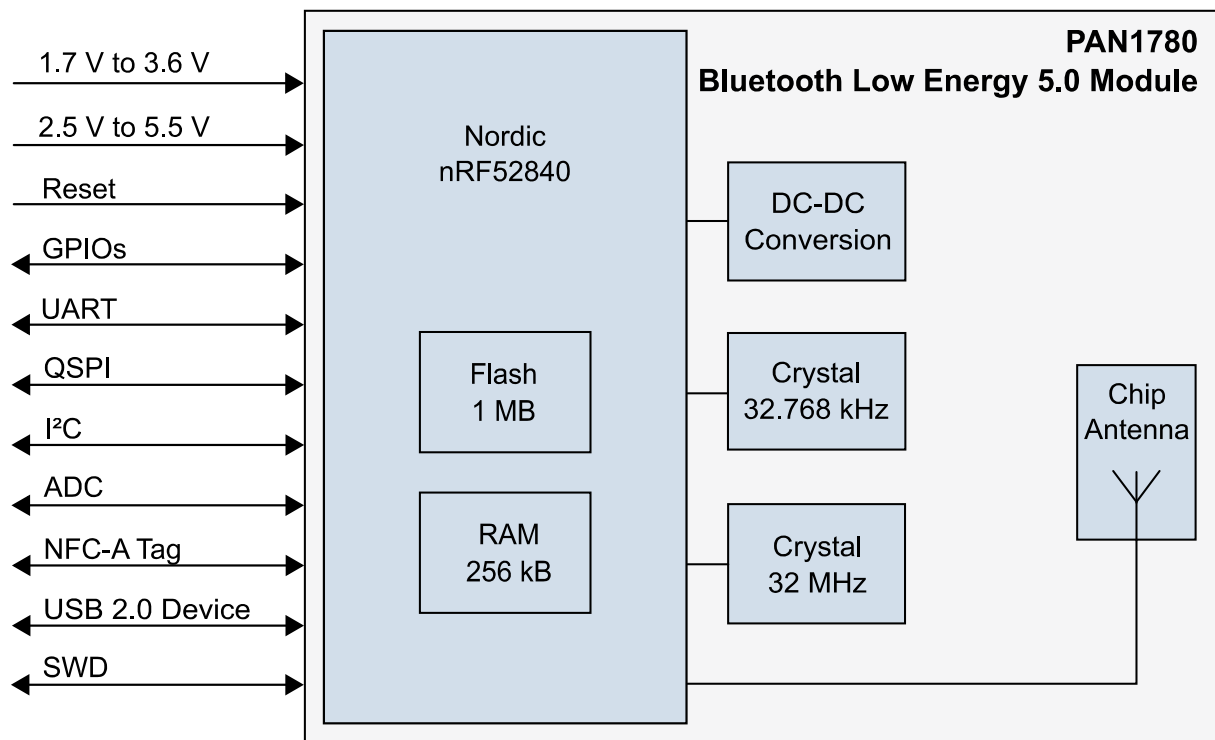 PAN1780
Bluetooth Low Energy 5.0 Module
1.7 V to 3.6 V
2.5 V to 5.5 V
Reset
GPIOs
UART
QSPI
I²C
ADC
NFC-A Tag
USB 2.0 Device
SWD
Nordic
nRF52840
Flash
1 MB
RAM
256 kB
DC-DC
Conversion
Crystal
32.768 kHz
Crystal
32 MHz
Chip
Antenna